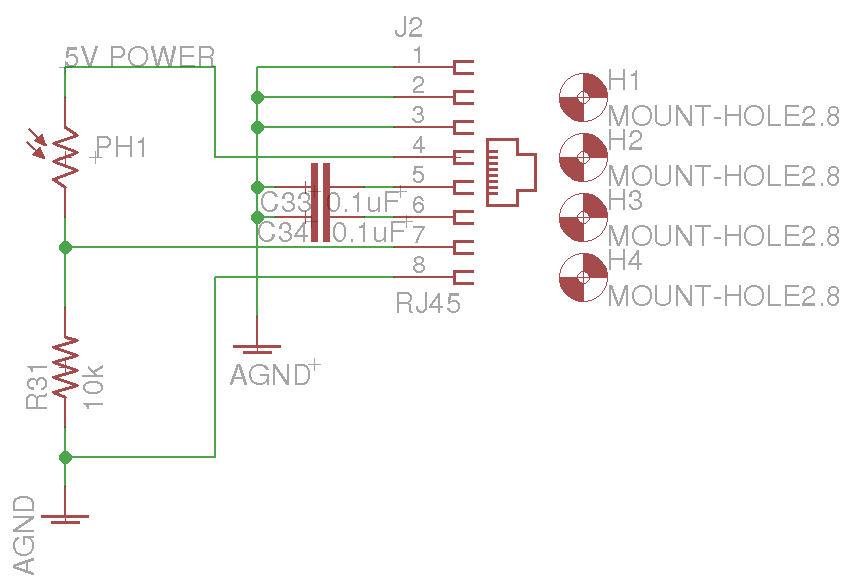 J2
5V POWER
1
2
3
4
5
6
7
8
PH1
C33 0.1uF
C34 0.1uF
RJ45
AGND
R31
10k
AGND
H1
MOUNT-HOLE2.8
H2
MOUNT-HOLE2.8
H3
MOUNT-HOLE2.8
H4
MOUNT-HOLE2.8